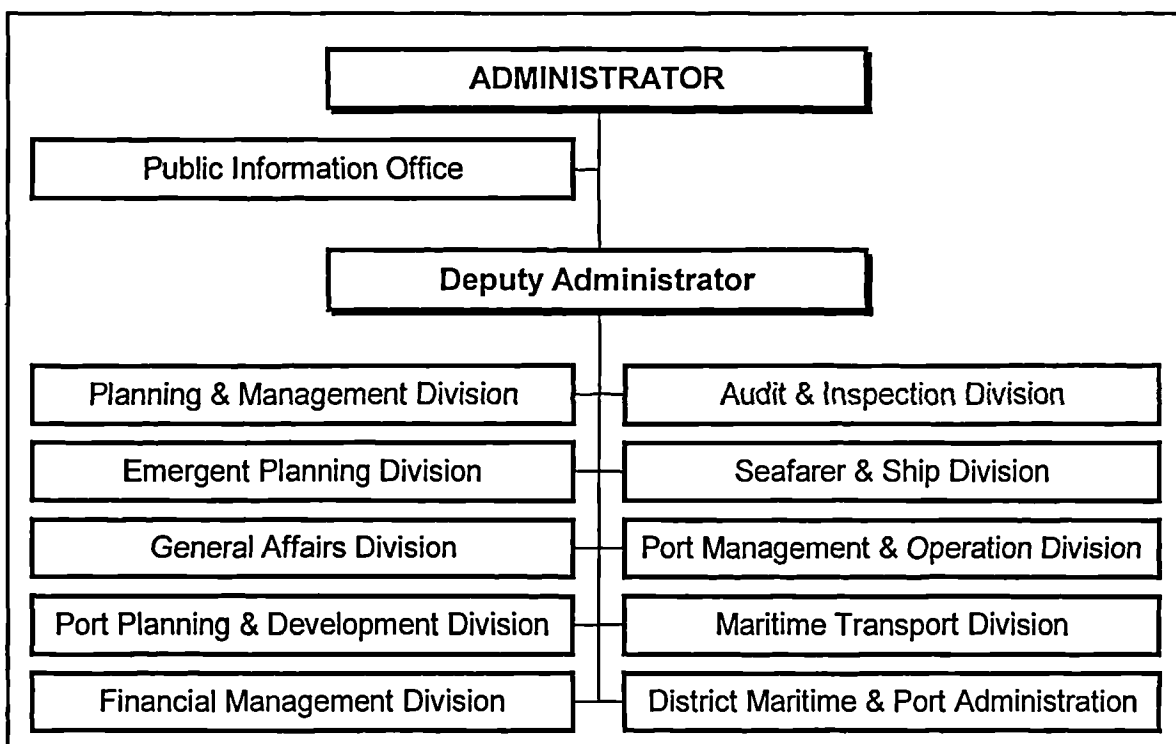 ADMINISTRATOR
Public Information Office
Deputy Administrator
Planning & Management Division
Audit & Inspection Division
Emergent Planning Division
Seafarer & Ship Division
General Affairs Division
Port Management & Operation Division
Port Planning & Development Division
Maritime Transport Division
Financial Management Division
District Maritime & Port Administration